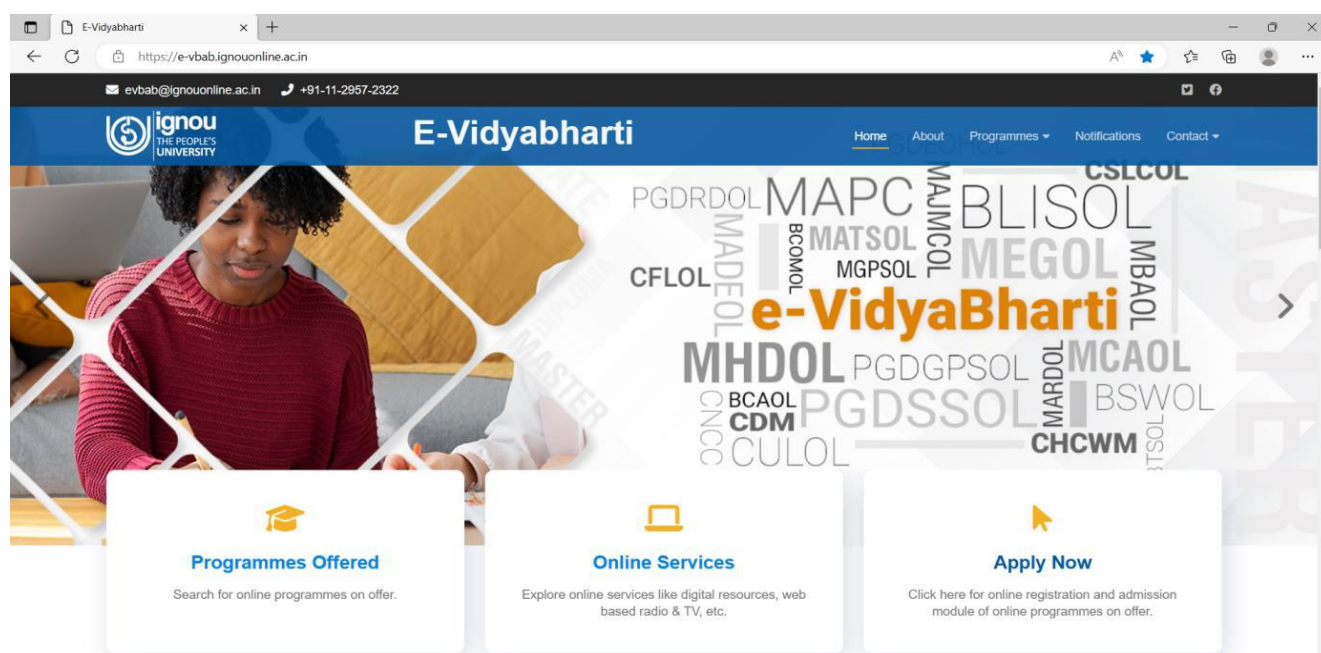 E-Vidyabharti
https://e-vbab.ignouonline.ac.in
evbab@ignouonline.ac.in +91-11-2957-2322
ignou
THE PEOPLE'S
UNIVERSITY
E-Vidyabharti
Home About Programmes Notifications Contact
CSLCOL
PGDRDOL MAPC MAJMCOL BLISOL
MADEOL BCOMOL MATSOL MEGOL MBAOL
CFLOL MGPSOL
e-VidyaBharti
MHDOL PGDGPSOL MARDOL MCAOL
CNCC BCAOL PGDSSOL BSWOL
CDM
CULOL CHCWM
MASTER
Programmes Offered
Search for online programmes on offer.
Online Services
Explore online services like digital resources, web
based radio & TV, etc.
Apply Now
Click here for online registration and admission
module of online programmes on offer.